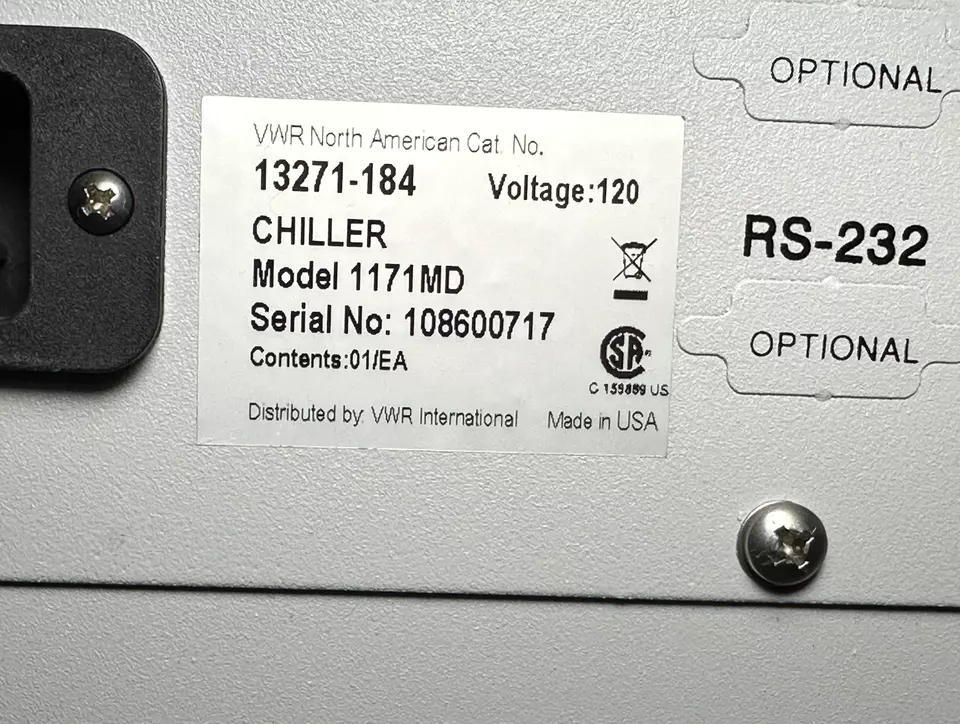 OPTIONAL
VWR North American Cat. No.
13271-184 Voltage:120
CHILLER
Model 1171MD
Serial No: 108600717
Contents:01/EA
RS-232
OPTIONAL
SA
C US
Distributed by: VWR International Made in USA